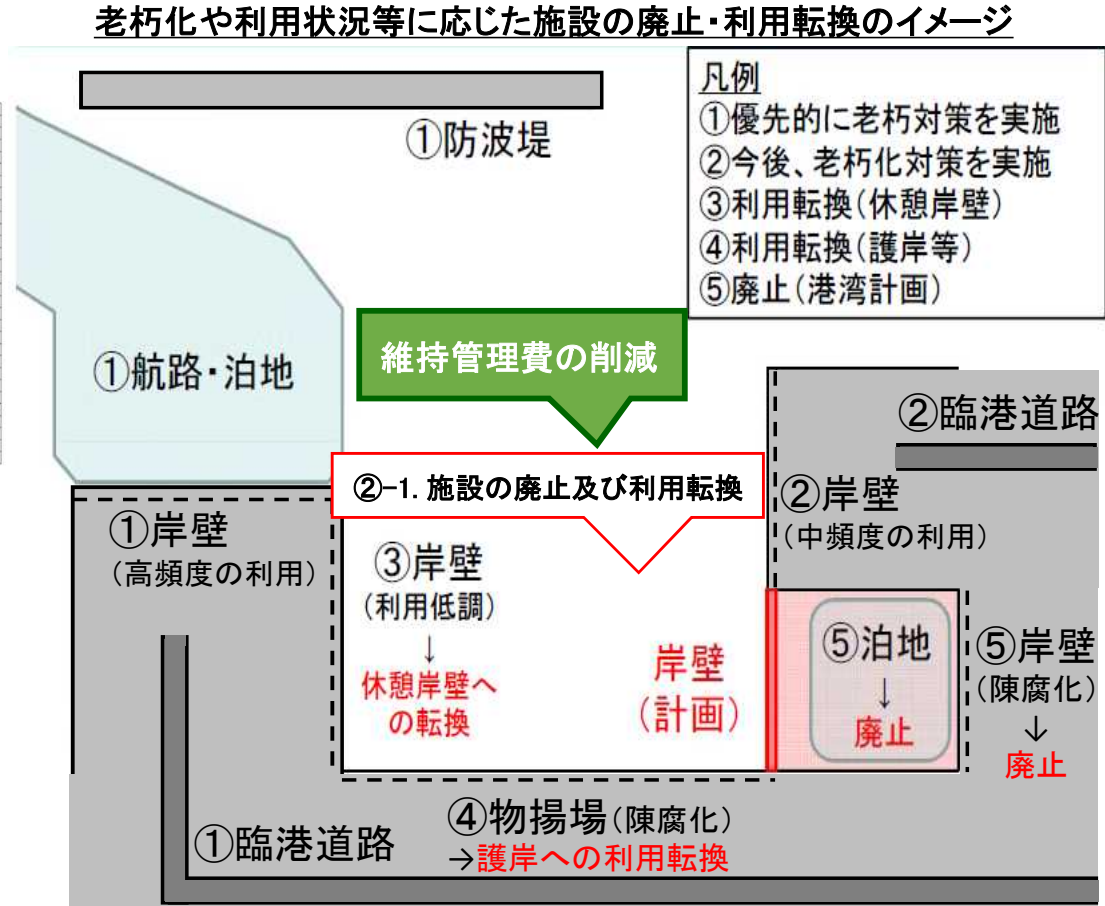 老朽化や利用状況等に応じた施設の廃止・利用転換のイメージ
凡例
①優先的に老朽対策を実施
②今後、老朽化対策を実施
③利用転換(休憩岸壁)
④利用転換(護岸等)
⑤廃止(港湾計画)
①防波堤
①航路・泊地
維持管理費の削減
②臨港道路
②-1. 施設の廃止及び利用転換
②岸壁
(中頻度の利用)
①岸壁
(高頻度の利用)
③岸壁
(利用低調)
↓
休憩岸壁へ
の転換
岸壁
(計画)
⑤泊地
↓
廃止
⑤岸壁
(陳腐化)
↓
廃止
④物揚場(陳腐化)
→護岸への利用転換
①臨港道路